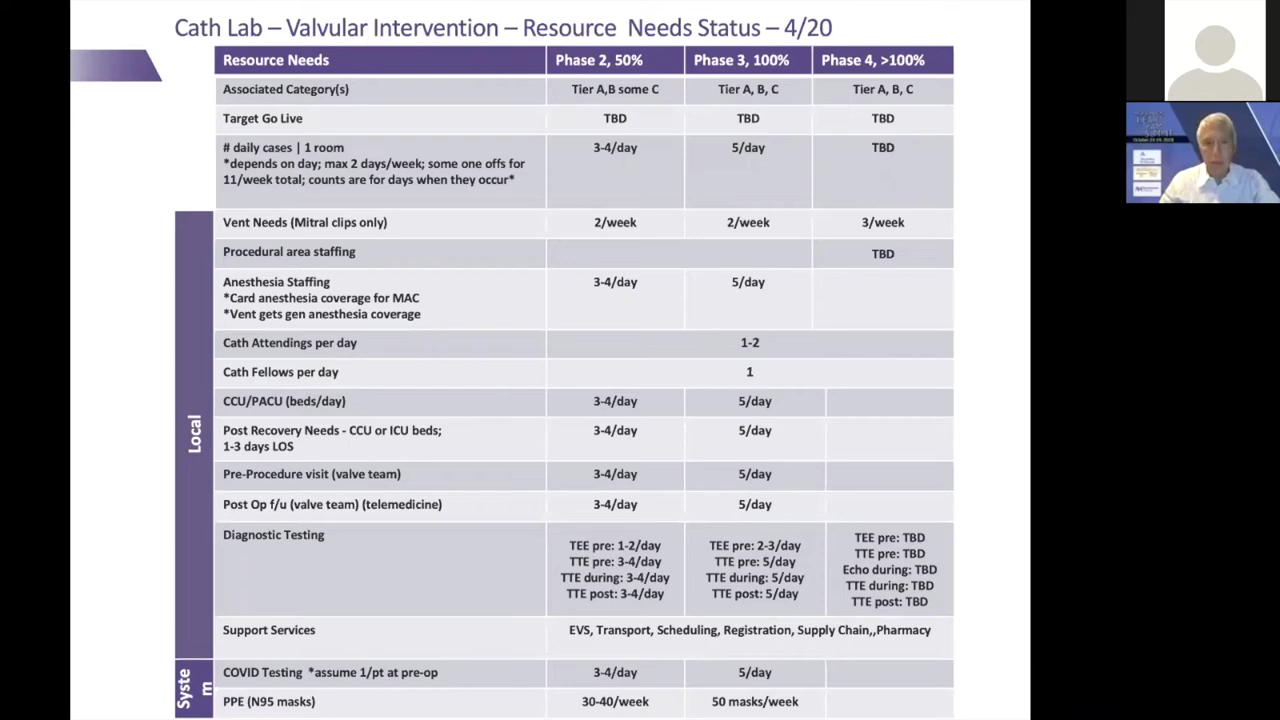 Cath Lab – Valvular Intervention – Resource  Needs Status – 4/20
Resource Needs Phase 2, 50% Phase 3, 100% Phase 4, >100%
Associated Category(s) Tier A,B some C Tier A, B, C Tier A, B, C
Target Go Live TBD TBD TBD
# daily cases | 1 room 3-4/day 5/day TBD
*depends on day; max 2 days/week; some one offs for
11/week total; counts are for days when they occur*
Local
Vent Needs (Mitral clips only) 2/week 2/week 3/week
Procedural area staffing TBD
Anesthesia Staffing 3-4/day 5/day
*Card anesthesia coverage for MAC
*Vent gets gen anesthesia coverage
Cath Attendings per day 1-2
Cath Fellows per day 1
CCU/PACU (beds/day) 3-4/day 5/day
Post Recovery Needs - CCU or ICU beds; 3-4/day 5/day
1-3 days LOS
Pre-Procedure visit (valve team) 3-4/day 5/day
Post Op f/u (valve team) (telemedicine) 3-4/day 5/day
Diagnostic Testing
TEE pre: 1-2/day TEE pre: 2-3/day TEE pre: TBD
TTE pre: 3-4/day TTE pre: 5/day TTE pre: TBD
TTE during: 3-4/day TTE during: 5/day Echo during: TBD
TTE post: 3-4/day TTE post: 5/day TTE during: TBD
TTE post: TBD
Support Services EVS, Transport, Scheduling, Registration, Supply Chain,,Pharmacy
Syste
m
COVID Testing  *assume 1/pt at pre-op 3-4/day 5/day
PPE (N95 masks) 30-40/week 50 masks/week